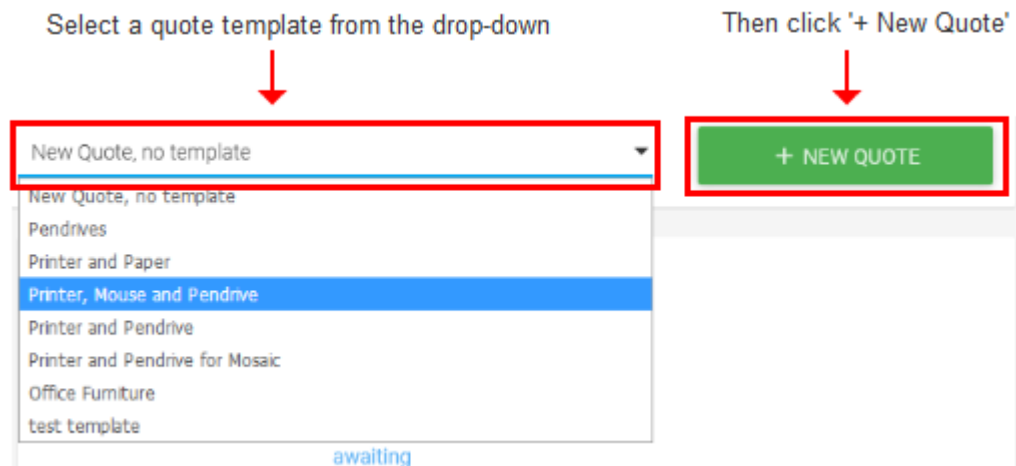 Select a quote template from the drop-down
Then click '+ New Quote'
New Quote, no template
+ NEW QUOTE
New Quote, no template
Pendrives
Printer and Paper
Printer, Mouse and Pendrive
Printer and Pendrive
Printer and Pendrive for Mosaic
Office Furniture
test template
awaiting